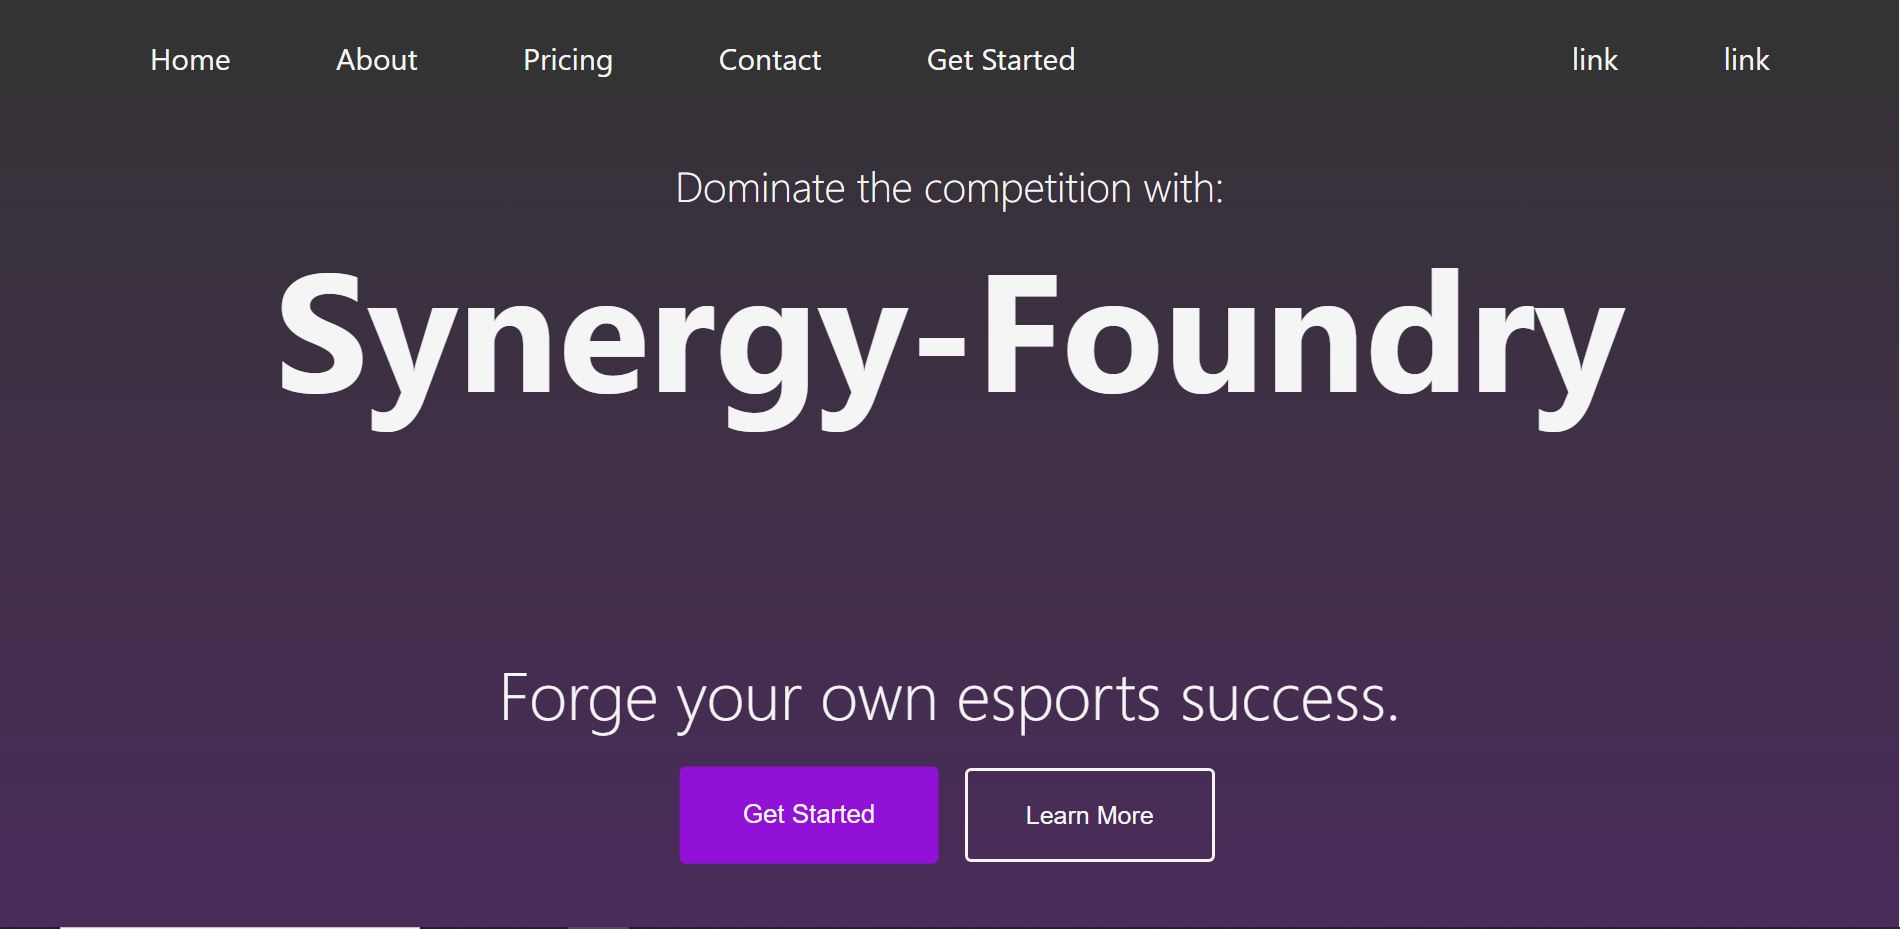 Home About Pricing Contact Get Started link link
Dominate the competition with:
Synergy-Foundry
Forge your own esports success.
Get Started Learn More